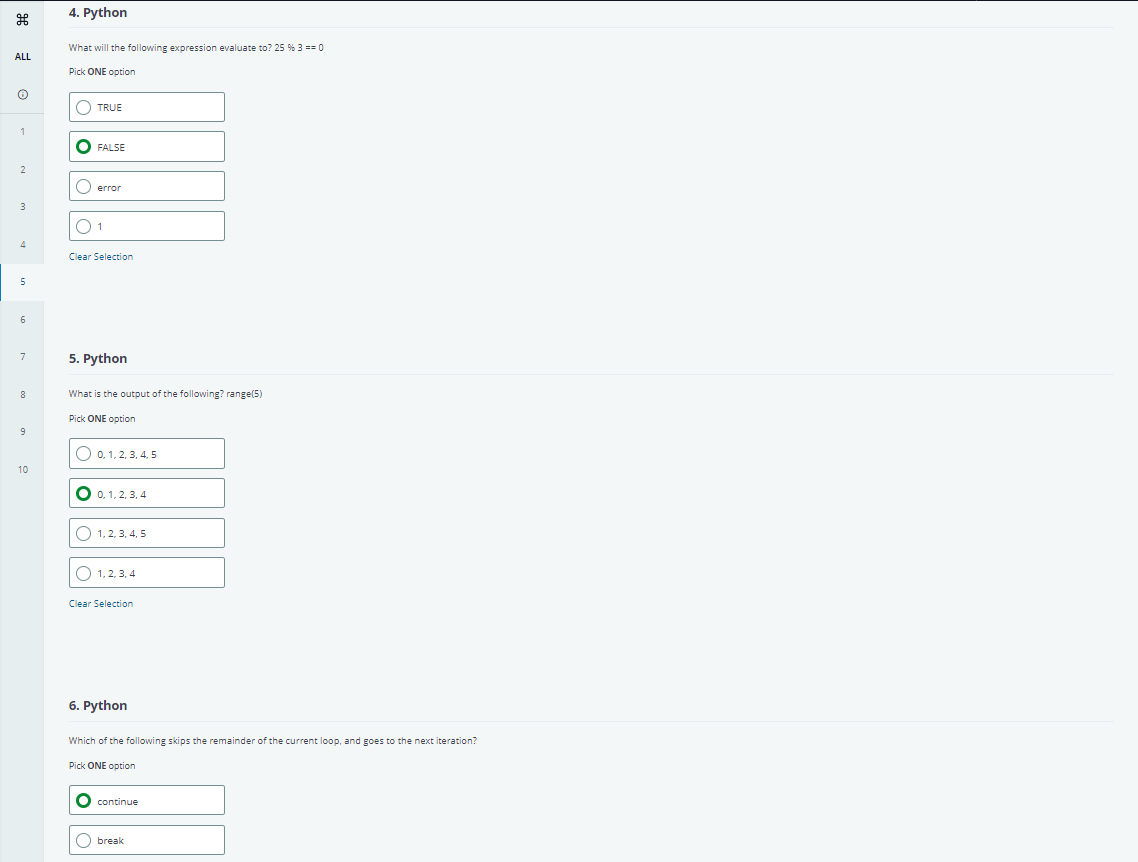 ⌘
ALL
1
2
3
4
5
6
7
8
9
10
4. Python
What will the following expression evaluate to? 25 % 3 == 0
Pick ONE option
TRUE
FALSE
error
1
Clear Selection
5. Python
What is the output of the following? range(5)
Pick ONE option
0, 1, 2, 3, 4, 5
0, 1, 2, 3, 4
1, 2, 3, 4, 5
1, 2, 3, 4
Clear Selection
6. Python
Which of the following skips the remainder of the current loop, and goes to the next iteration?
Pick ONE option
continue
break